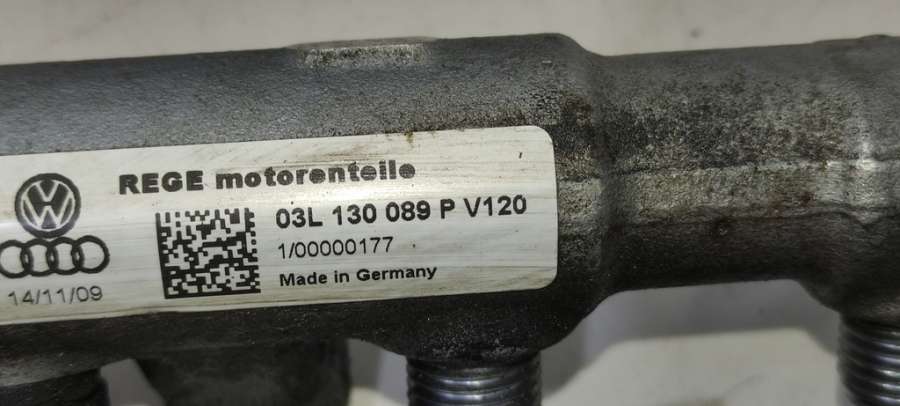 REGE motorenteile
03L 130 089 P V120
1/00000177
Made in Germany
14/11/09